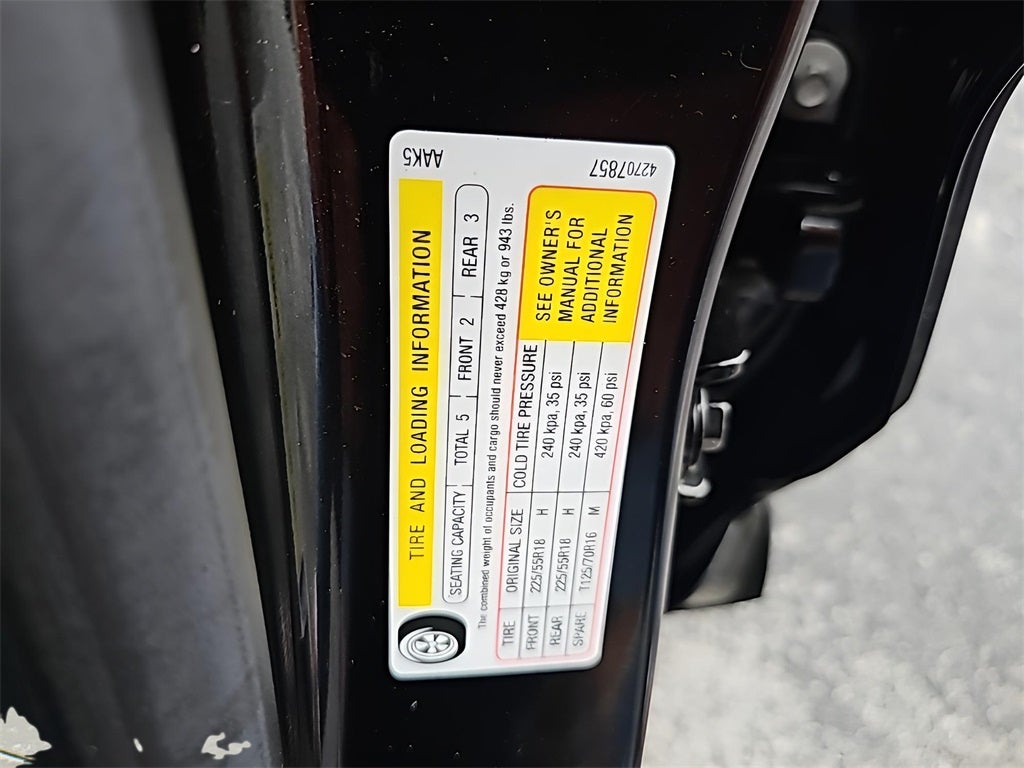 AAK5
TIRE AND LOADING INFORMATION
SEATING CAPACITY TOTAL 5 FRONT 2 REAR 3
The combined weight of occupants and cargo should never exceed 428 kg or 943 lbs.
TIRE ORIGINAL SIZE COLD TIRE PRESSURE
FRONT 225/55R18 H 240 kpa, 35 psi
REAR 225/55R18 H 240 kpa, 35 psi
SPARE T125/70R16 M 420 kpa, 60 psi
SEE OWNER'S
MANUAL FOR
ADDITIONAL
INFORMATION
42707857